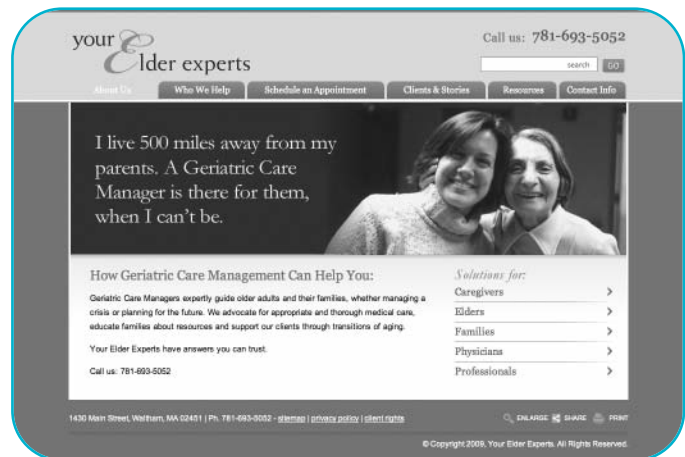 your
Elder experts
Call us: 781-693-5052
search GO
About Us Who We Help Schedule an Appointment Clients & Stories Resources Contact Info
I live 500 miles away from my
parents. A Geriatric Care
Manager is there for them,
when I can't be.
How Geriatric Care Management Can Help You:
Geriatric Care Managers expertly guide older adults and their families, whether managing a
crisis or planning for the future. We advocate for appropriate and thorough medical care,
educate families about resources and support our clients through transitions of aging.
Your Elder Experts have answers you can trust.
Call us: 781-693-5052
Solutions for:
Caregivers
Elders
Families
Physicians
Professionals
1430 Main Street, Waltham, MA 02451 | Ph. 781-693-5052 - sitemap | privacy policy | client rights
ENLARGE SHARE PRINT
© Copyright 2009, Your Elder Experts. All Rights Reserved.